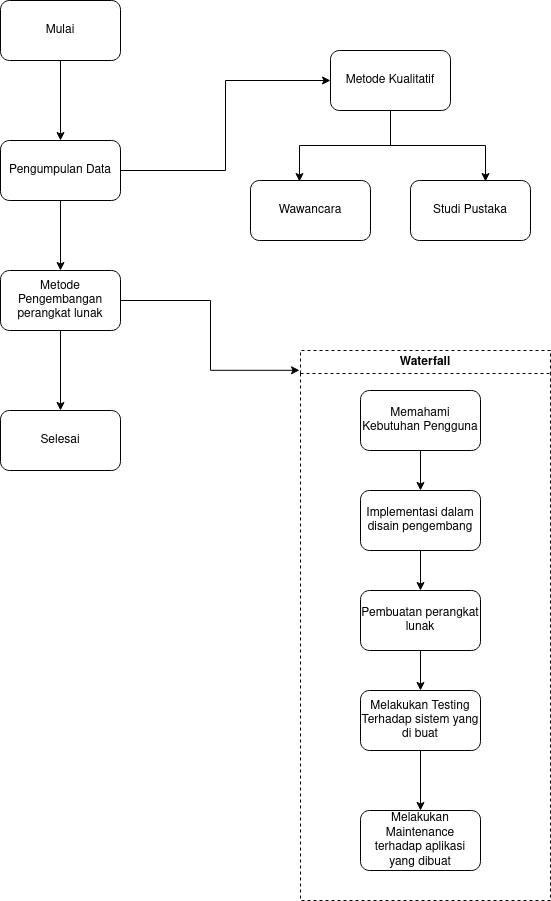 Mulai
Metode Kualitatif
Pengumpulan Data
Wawancara
Studi Pustaka
Metode
Pengembangan
perangkat lunak
Selesai
Waterfall
Memahami
Kebutuhan Pengguna
Implementasi dalam
disain pengembang
Pembuatan perangkat
lunak
Melakukan Testing
Terhadap sistem yang
di buat
Melakukan
Maintenance
terhadap aplikasi
yang dibuat